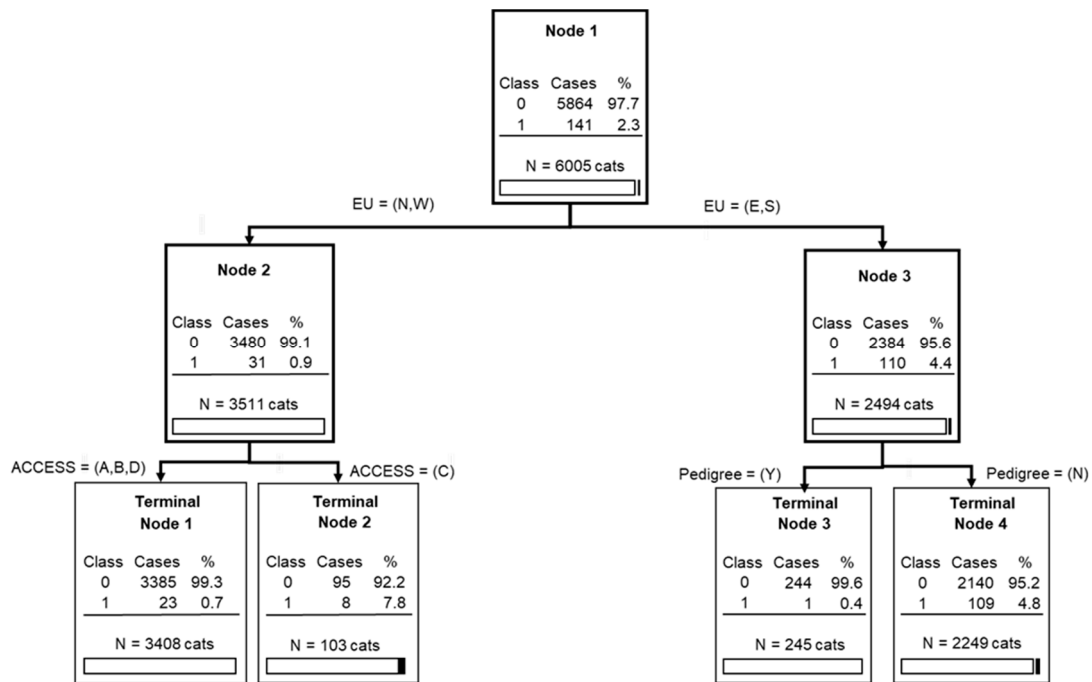 Node 1
Class Cases %
0 5864 97.7
1 141 2.3
N = 6005 cats
EU = (N,W)
EU = (E,S)
Node 2
Class Cases %
0 3480 99.1
1 31 0.9
N = 3511 cats
Node 3
Class Cases %
0 2384 95.6
1 110 4.4
N = 2494 cats
ACCESS = (A,B,D)
ACCESS = (C)
Pedigree = (Y)
Pedigree = (N)
Terminal
Node 1
Class Cases %
0 3385 99.3
1 23 0.7
N = 3408 cats
Terminal
Node 2
Class Cases %
0 95 92.2
1 8 7.8
N = 103 cats
Terminal
Node 3
Class Cases %
0 244 99.6
1 1 0.4
N = 245 cats
Terminal
Node 4
Class Cases %
0 2140 95.2
1 109 4.8
N = 2249 cats